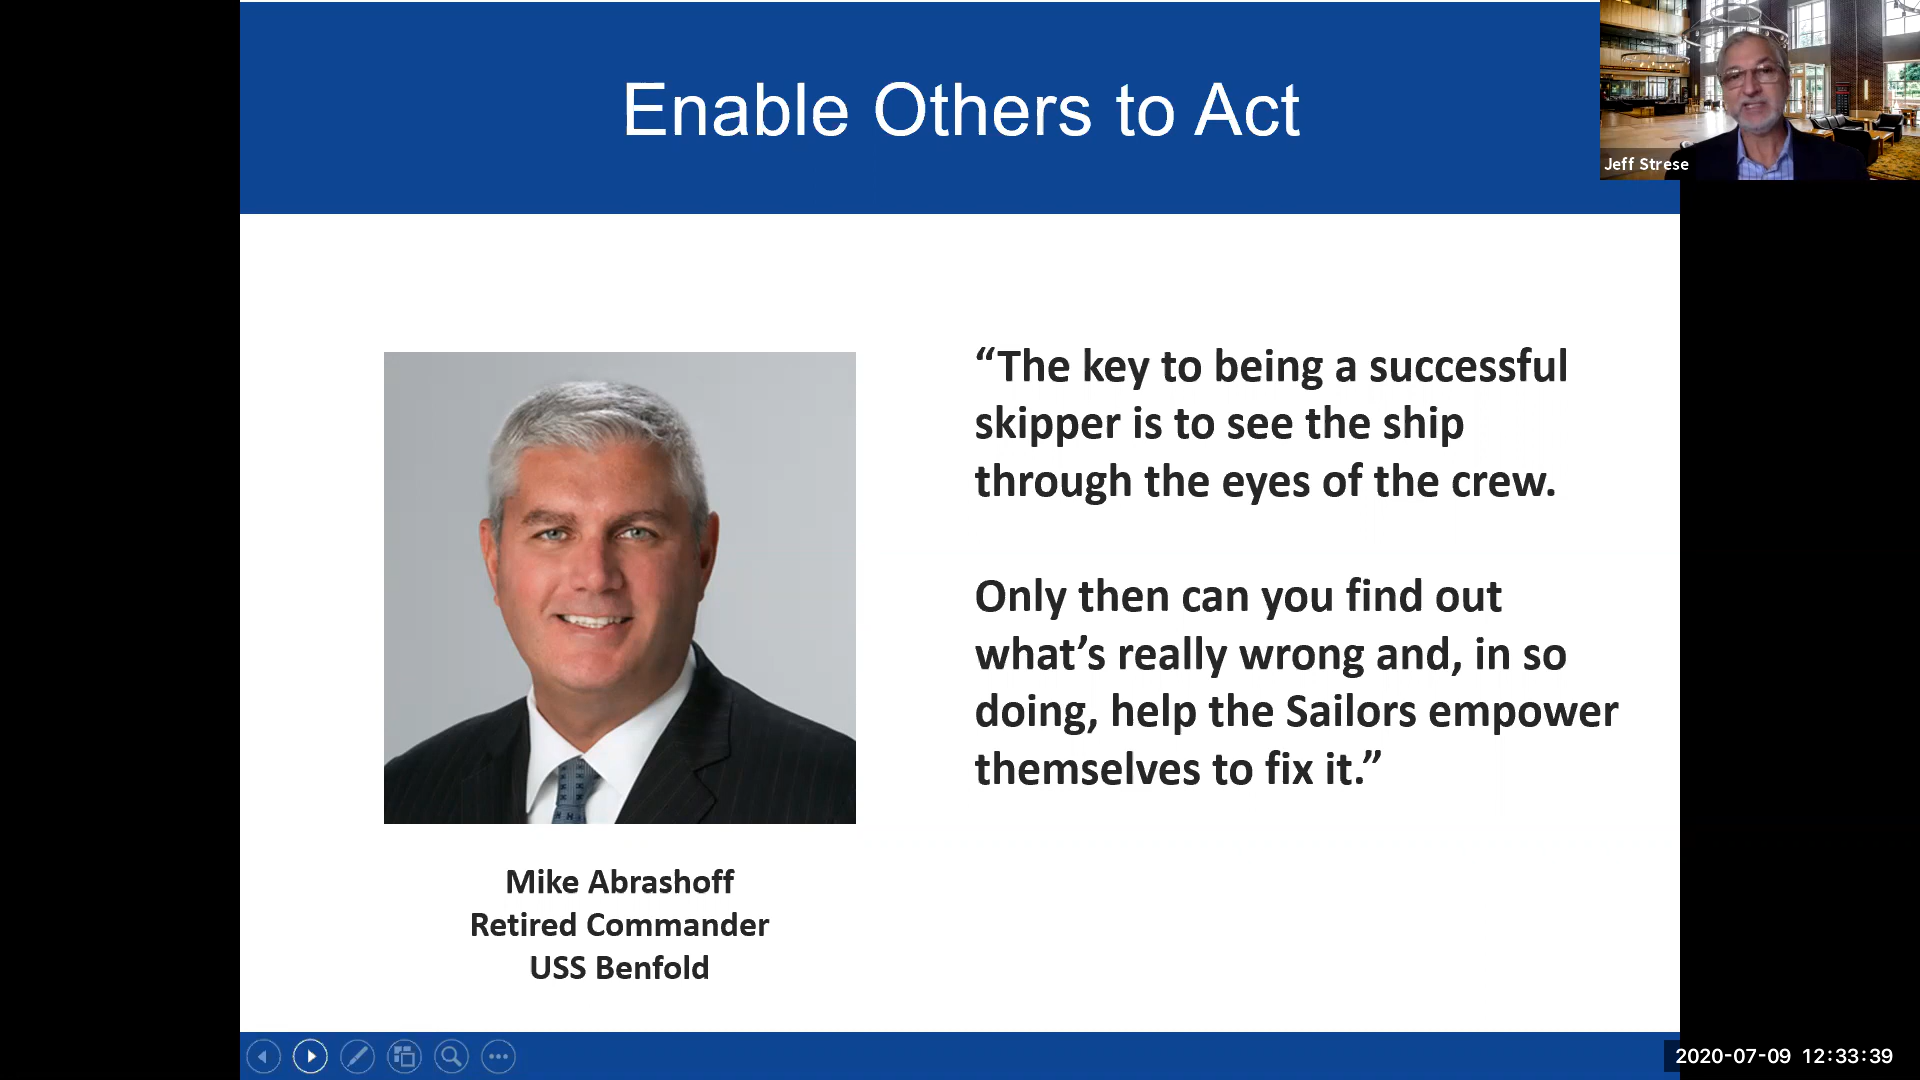 Enable Others to Act
Jeff Strese
“The key to being a successful
skipper is to see the ship
through the eyes of the crew.
Only then can you find out
what’s really wrong and, in so
doing, help the Sailors empower
themselves to fix it.”
Mike Abrashoff
Retired Commander
USS Benfold
2020-07-09 12:33:39